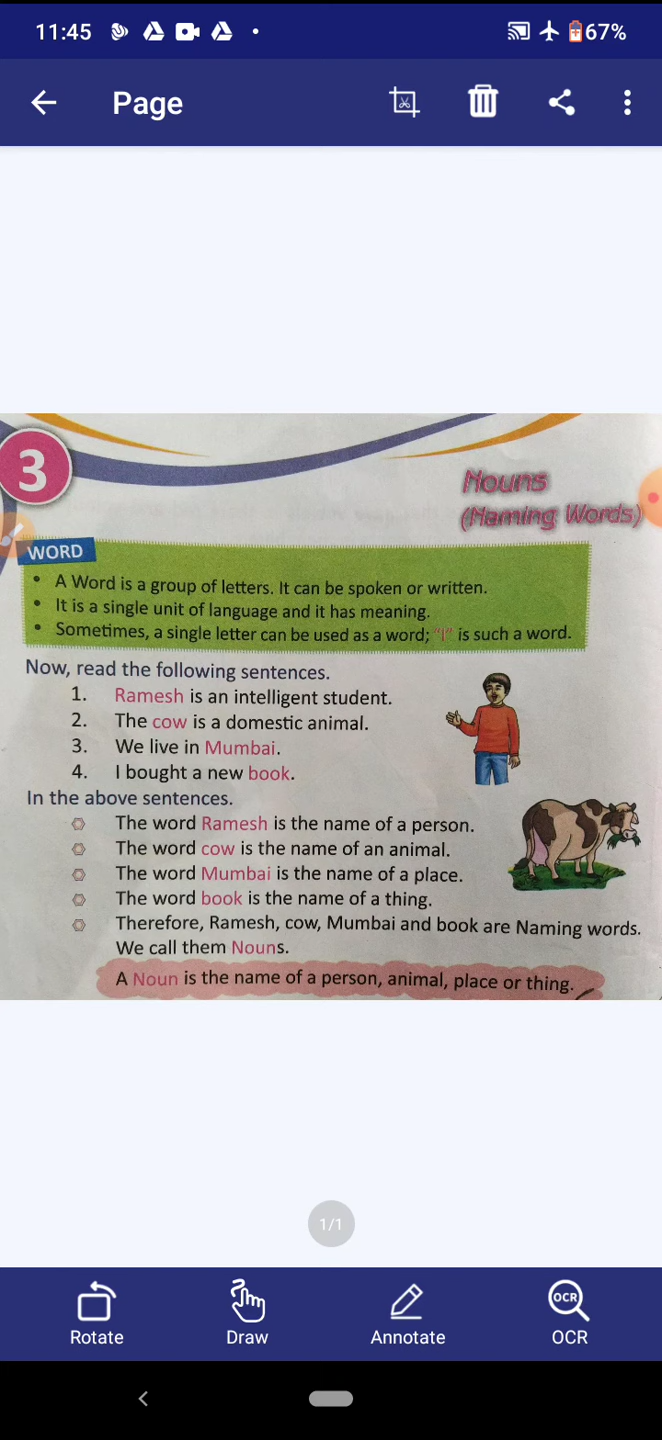 11:45
67%
Page
3
Nouns
(Naming Words)
WORD
• A Word is a group of letters. It can be spoken or written.
• It is a single unit of language and it has meaning.
• Sometimes, a single letter can be used as a word; "I" is such a word.
Now, read the following sentences.
1. Ramesh is an intelligent student.
2. The cow is a domestic animal.
3. We live in Mumbai.
4. I bought a new book.
In the above sentences.
The word Ramesh is the name of a person.
The word cow is the name of an animal.
The word Mumbai is the name of a place.
The word book is the name of a thing.
Therefore, Ramesh, cow, Mumbai and book are Naming words.
We call them Nouns.
A Noun is the name of a person, animal, place or thing.
1/1
OCR
Rotate Draw Annotate OCR